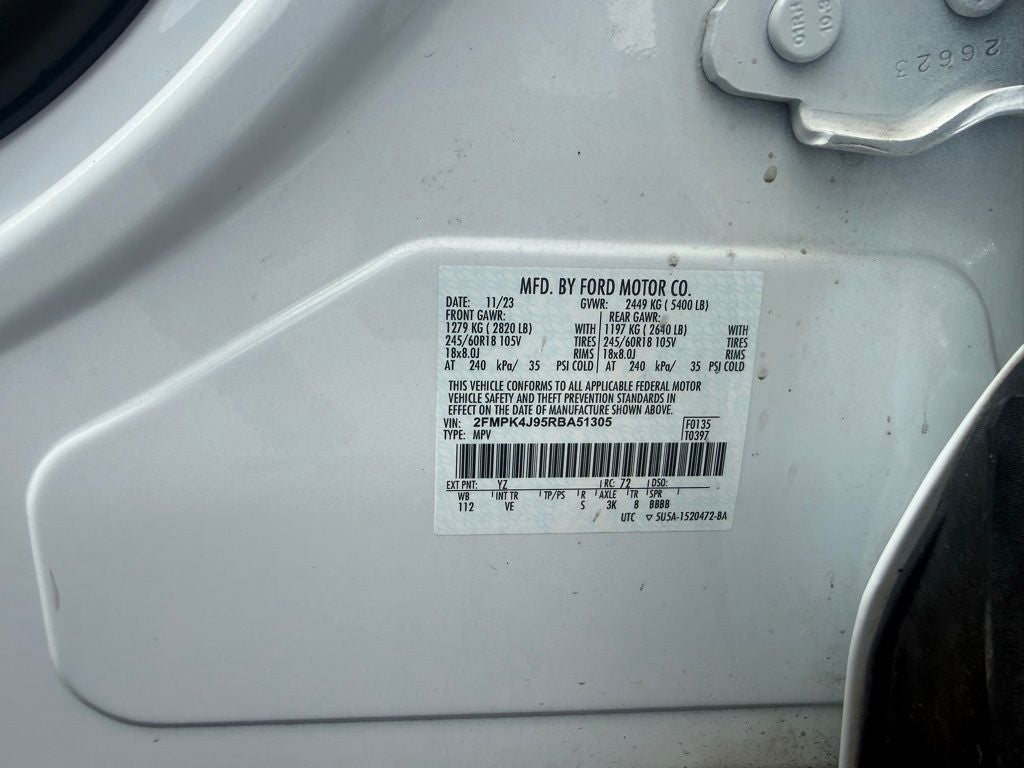 26623
MFD. BY FORD MOTOR CO.
DATE: 11/23 GVWR: 2449 KG ( 5400 LB)
FRONT GAWR: REAR GAWR:
1279 KG ( 2820 LB) WITH 1197 KG ( 2640 LB) WITH
245/60R18 105V TIRES 245/60R18 105V TIRES
18x8.0J RIMS 18x8.0J RIMS
AT 240 kPa/ 35 PSI COLD AT 240 kPa/ 35 PSI COLD
THIS VEHICLE CONFORMS TO ALL APPLICABLE FEDERAL MOTOR
VEHICLE SAFETY AND THEFT PREVENTION STANDARDS IN
EFFECT ON THE DATE OF MANUFACTURE SHOWN ABOVE.
VIN: 2FMPK4J95RBA51305 F0135
TYPE: MPV T0397
EXT PNT: YZ RC: 72 DSO:
WB INT TR TP/PS R AXLE TR SPR
112 VE S 3K 8 BBBB
UTC ▽ 5U5A-1520472-BA